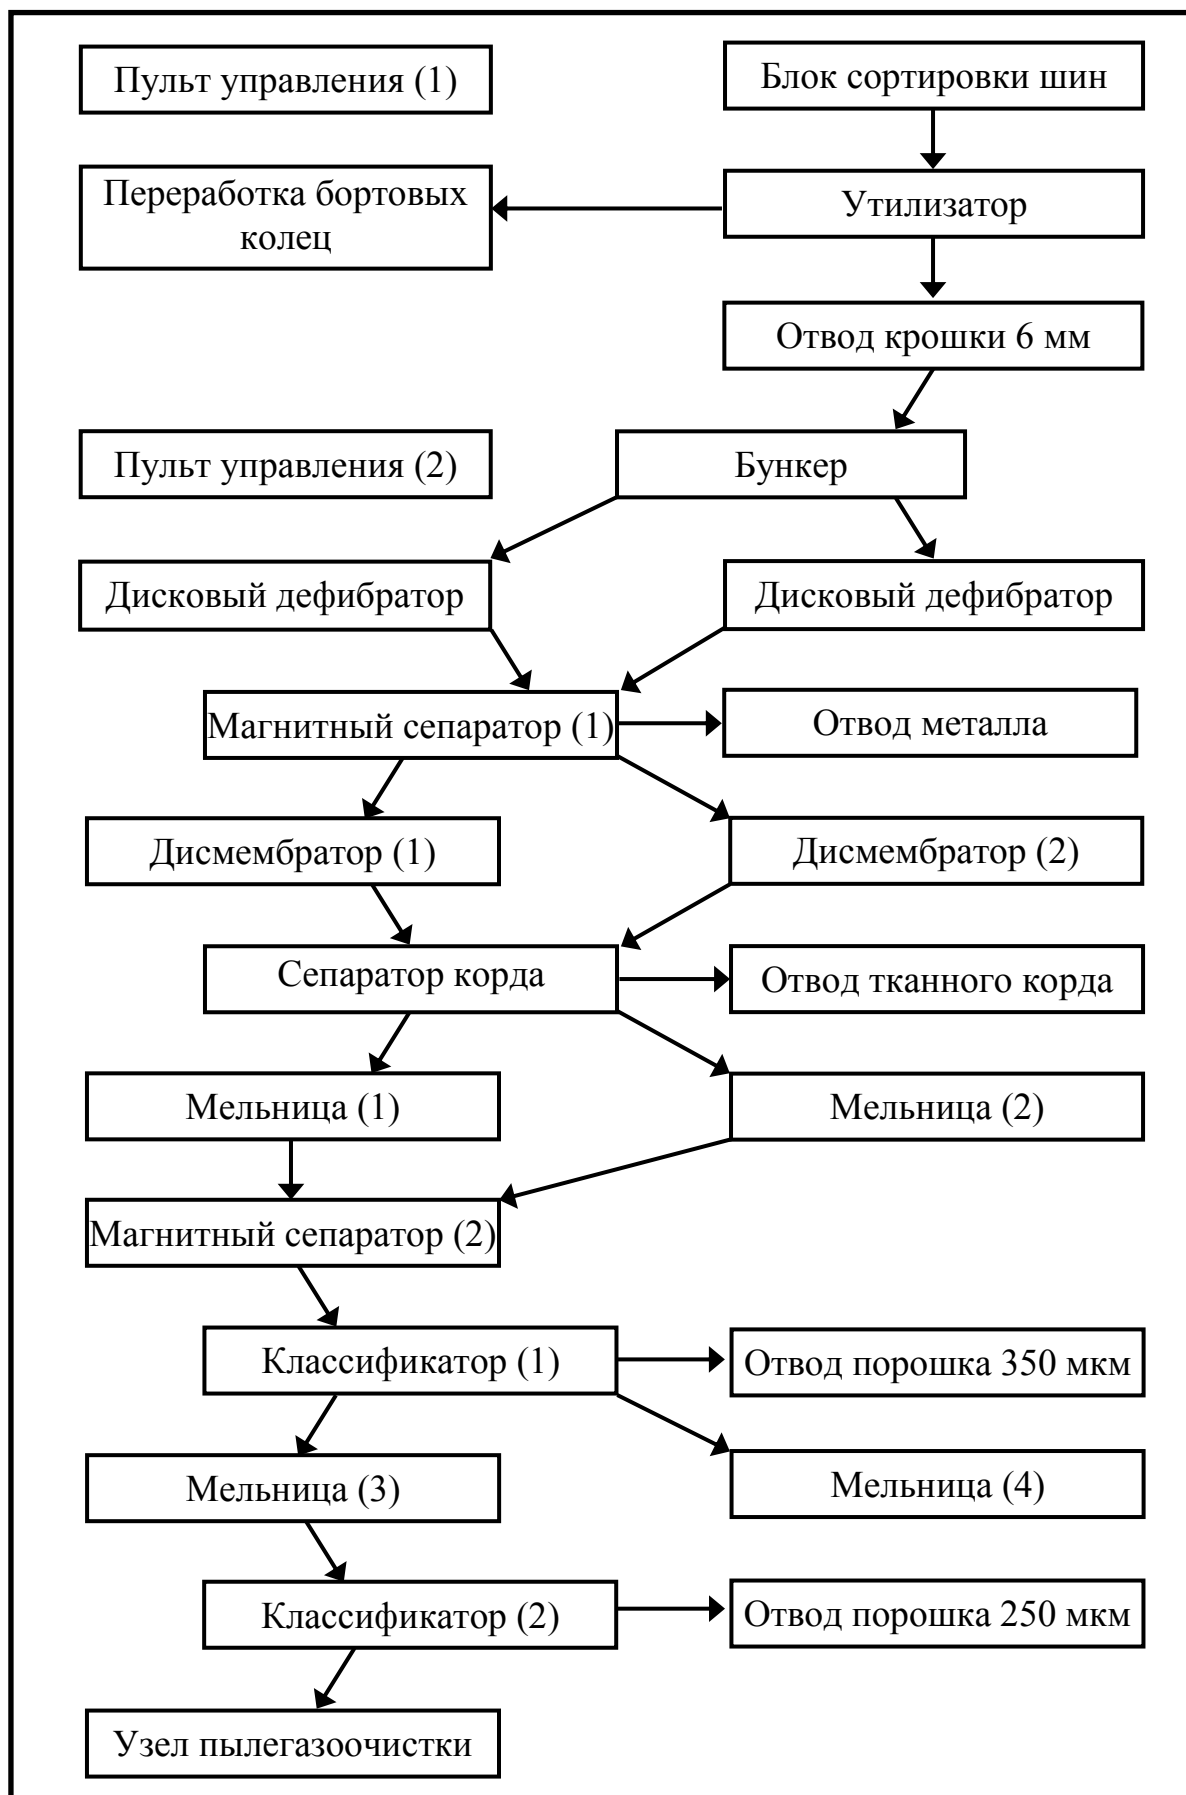 Пульт управления (1)
Блок сортировки шин
Переработка бортовых
колец
Утилизатор
Отвод крошки 6 мм
Пульт управления (2)
Бункер
Дисковый дефибратор
Дисковый дефибратор
Магнитный сепаратор (1)
Отвод металла
Дисмембратор (1)
Дисмембратор (2)
Сепаратор корда
Отвод тканного корда
Мельница (1)
Мельница (2)
Магнитный сепаратор (2)
Классификатор (1)
Отвод порошка 350 мкм
Мельница (3)
Мельница (4)
Классификатор (2)
Отвод порошка 250 мкм
Узел пылегазоочистки